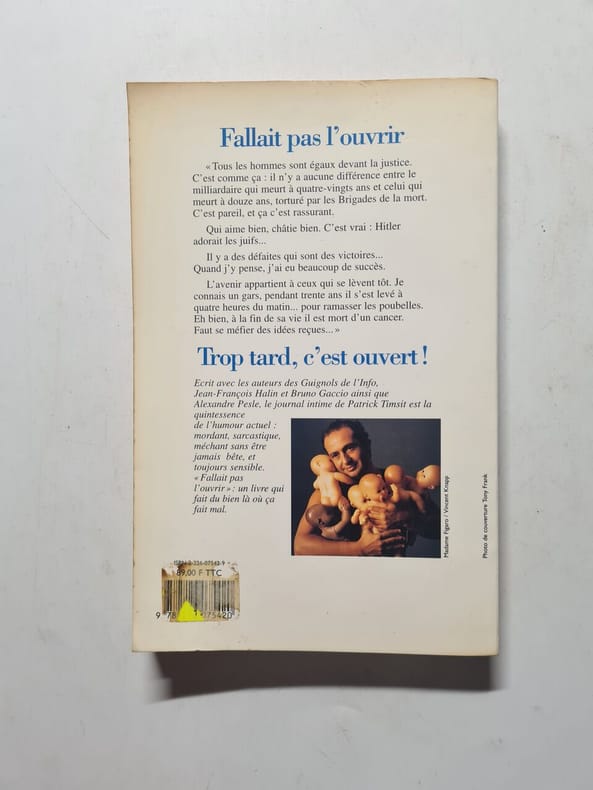 Fallait pas l'ouvrir
« Tous les hommes sont égaux devant la justice.
C'est comme ça : il n'y a aucune différence entre le
milliardaire qui meurt à quatre-vingts ans et celui qui
meurt à douze ans, torturé par les Brigades de la mort.
C'est pareil, et ça c'est rassurant.
Qui aime bien, châtie bien. C'est vrai : Hitler
adorait les juifs...
Il y a des défaites qui sont des victoires...
Quand j'y pense, j'ai eu beaucoup de succès.
L'avenir appartient à ceux qui se lèvent tôt. Je
connais un gars, pendant trente ans il s'est levé à
quatre heures du matin... pour ramasser les poubelles.
Eh bien, à la fin de sa vie il est mort d'un cancer.
Faut se méfier des idées reçues... »
Trop tard, c'est ouvert !
Ecrit avec les auteurs des Guignols de l'Info,
Jean-François Halin et Bruno Gaccio ainsi que
Alexandre Pesle, le journal intime de Patrick Timsit est la
quintessence
de l'humour actuel :
mordant, sarcastique,
méchant sans être
jamais bête, et
toujours sensible.
« Fallait pas
l'ouvrir » : un livre qui
fait du bien là où ça
fait mal.
Madame Figaro / Vincent Knapp
Photo de couverture Tony Frank
89,00 F TTC
9 78